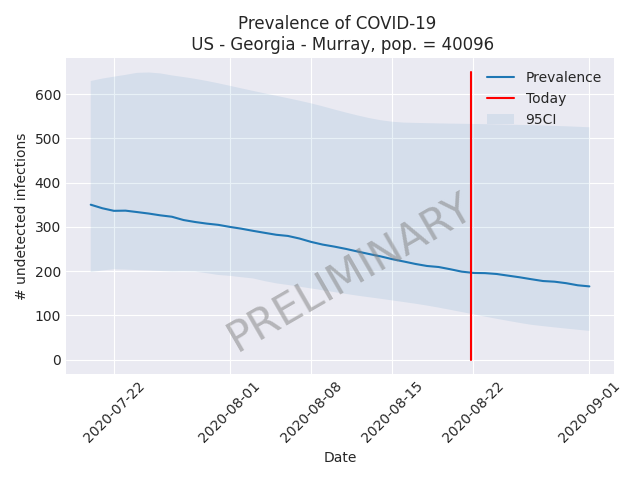 Prevalence of COVID-19
US - Georgia - Murray, pop. = 40096
Prevalence
Today
95CI
# undetected infections
600
500
400
300
200
100
0
PRELIMINARY
2020-07-22
2020-08-01
2020-08-08
2020-08-15
2020-08-22
2020-09-01
Date